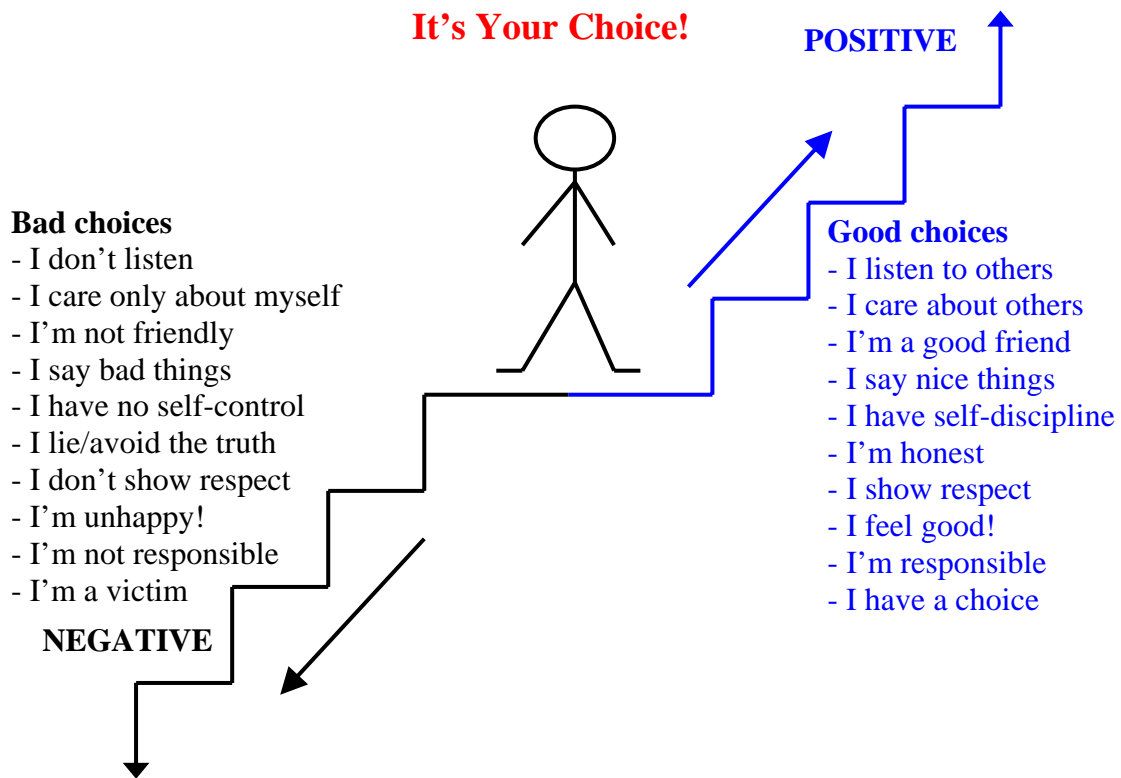 It’s Your Choice!
POSITIVE
Bad choices
- I don’t listen
- I care only about myself
- I’m not friendly
- I say bad things
- I have no self-control
- I lie/avoid the truth
- I don’t show respect
- I’m unhappy!
- I’m not responsible
- I’m a victim
NEGATIVE
Good choices
- I listen to others
- I care about others
- I’m a good friend
- I say nice things
- I have self-discipline
- I’m honest
- I show respect
- I feel good!
- I’m responsible
- I have a choice